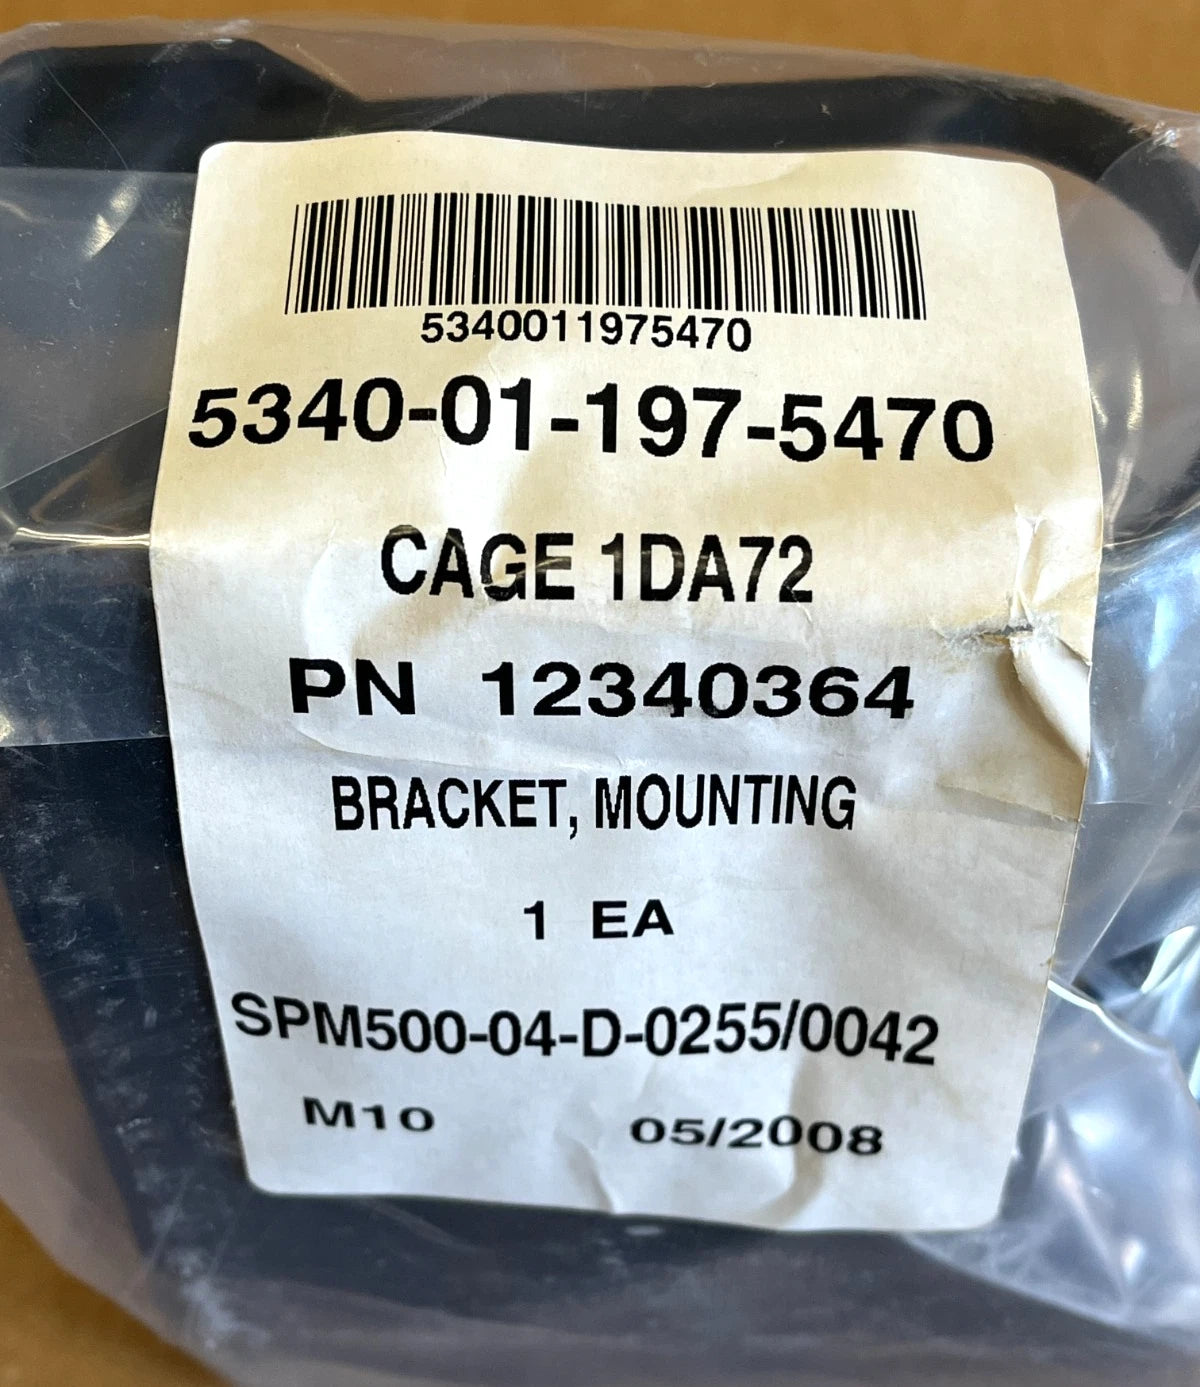 5340011975470
5340-01-197-5470
CAGE 1DA72
PN 12340364
BRACKET, MOUNTING
1 EA
SPM500-04-D-0255/0042
M10 05/2008